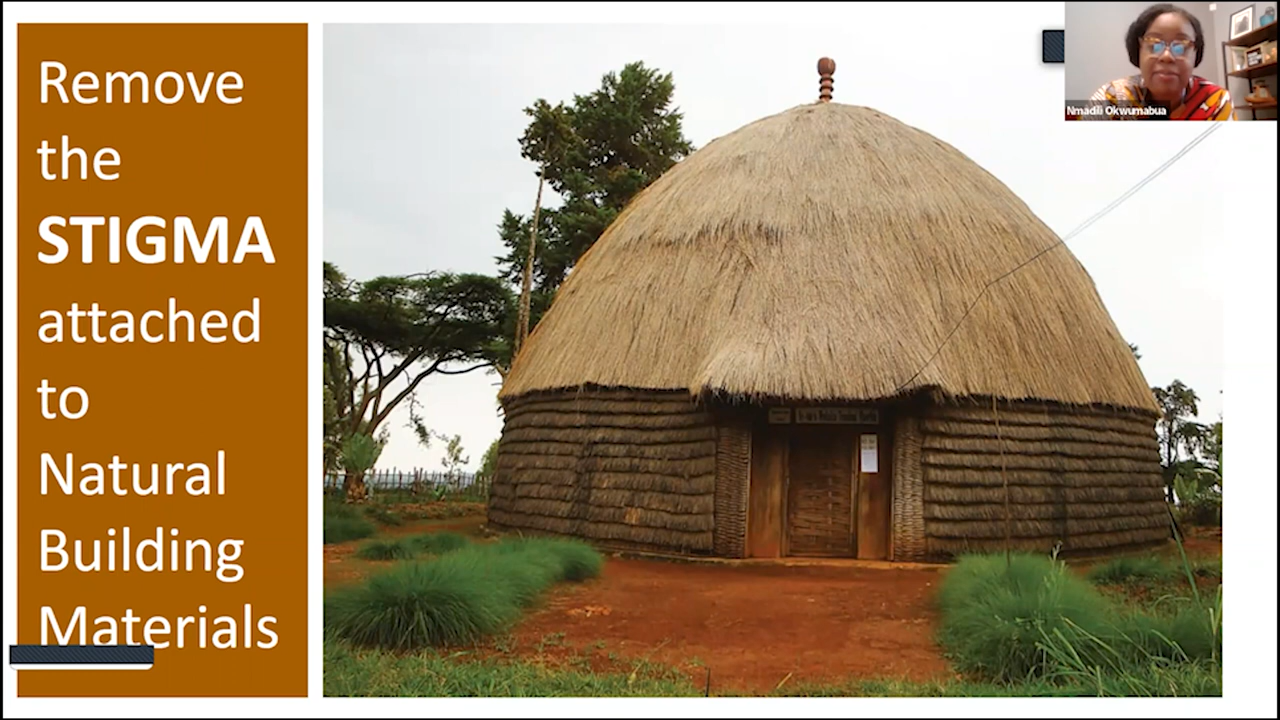 Remove
the
STIGMA
attached
to
Natural
Building
Materials
Nmadili Okwumabua